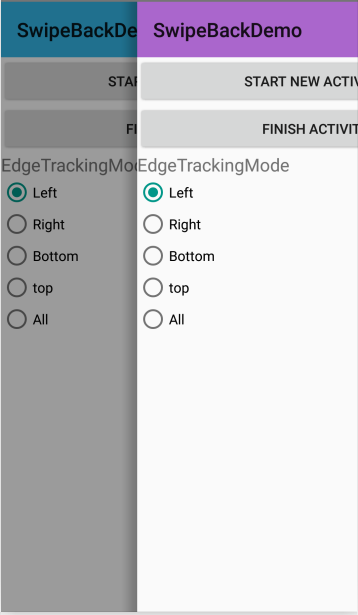 SwipeBackDe
STAR
FI
EdgeTrackingMod
Left
Right
Bottom
top
All
SwipeBackDemo
START NEW ACTIV
FINISH ACTIVIT
EdgeTrackingMode
Left
Right
Bottom
top
All